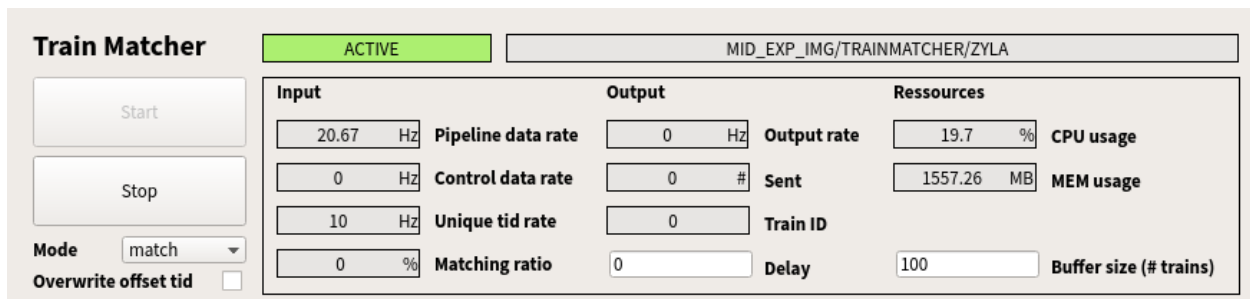 Train Matcher
ACTIVE
MID_EXP_IMG/TRAINMATCHER/ZYLA
Start
Stop
Mode match
Overwrite offset tid
Input Output Ressources
20.67 Hz Pipeline data rate 0 Hz Output rate 19.7 % CPU usage
0 Hz Control data rate 0 # Sent 1557.26 MB MEM usage
10 Hz Unique tid rate 0 Train ID
0 % Matching ratio 0 Delay 100 Buffer size (# trains)